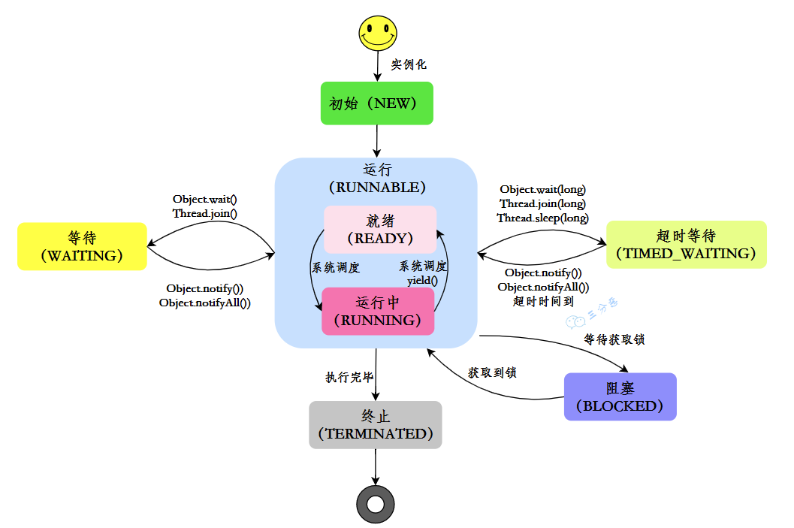 实例化
初始（NEW）
运行
（RUNNABLE）
Object.wait()
Thread.join()
Object.wait(long)
Thread.join(long)
Thread.sleep(long)
就绪
（READY）
等待
（WAITING）
超时等待
（TIMED_WAITING）
系统调度
系统调度
yield()
Object.notify())
Object.notifyAll())
Object.notify())
Object.notifyAll())
超时时间到
运行中
（RUNNING）
三分恶
等待获取锁
获取到锁
执行完毕
阻塞
（BLOCKED）
终止
（TERMINATED）